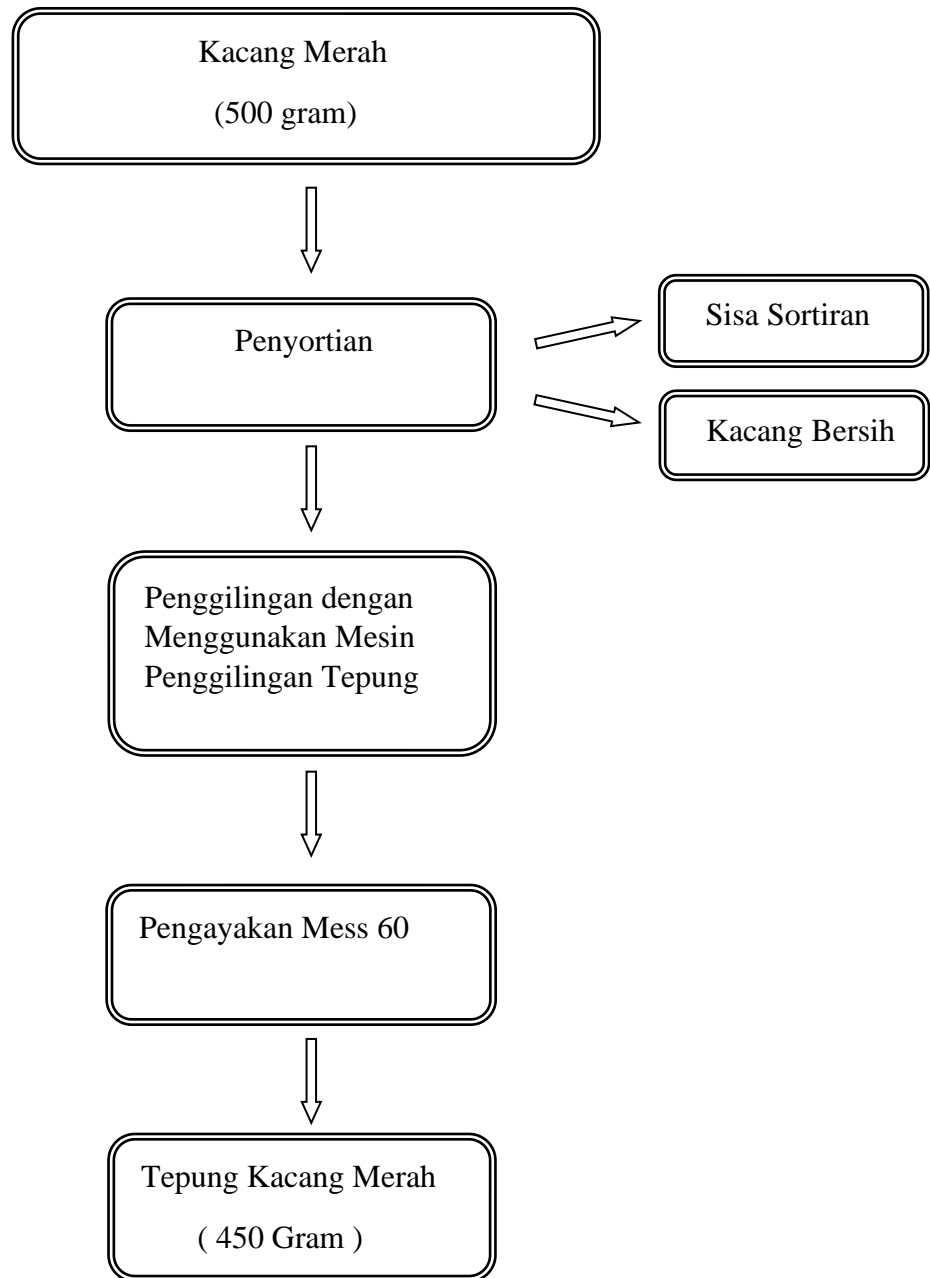 Kacang Merah
(500 gram)
Penyortian
Sisa Sortiran
Kacang Bersih
Penggilingan dengan
Menggunakan Mesin
Penggilingan Tepung
Pengayakan Mess 60
Tepung Kacang Merah
( 450 Gram )